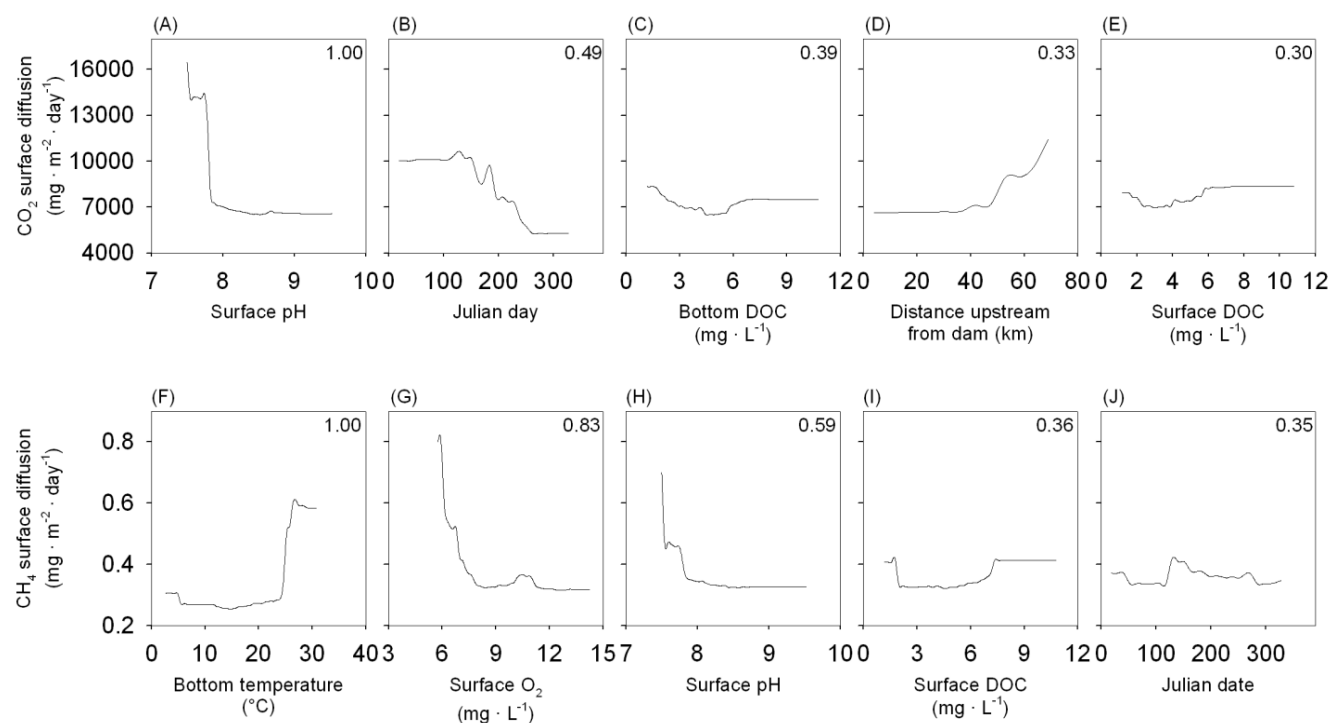 (A) (B) (C) (D) (E)
1.00 0.49 0.39 0.33 0.30
CO₂ surface diffusion
(mg · m⁻² · day⁻¹)
16000
13000
10000
7000
4000
7 8 9 10 0 100 200 300 0 3 6 9 12 0 20 40 60 80 0 2 4 6 8 10 12
Surface pH Julian day Bottom DOC Distance upstream Surface DOC
(mg · L⁻¹) from dam (km) (mg · L⁻¹)
(F) (G) (H) (I) (J)
1.00 0.83 0.59 0.36 0.35
CH₄ surface diffusion
(mg · m⁻² · day⁻¹)
0.8
0.6
0.4
0.2
0 10 20 30 40 3 6 9 12 15 7 8 9 10 0 3 6 9 12 0 100 200 300
Bottom temperature Surface O₂ Surface pH Surface DOC Julian date
(°C) (mg · L⁻¹) (mg · L⁻¹)